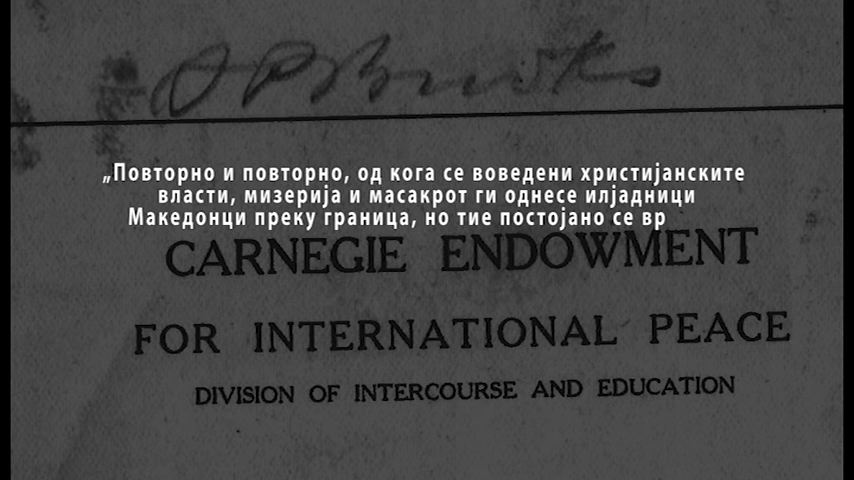 „Повторно и повторно, од кога се воведени христијанските
власти, мизерија и масакрот ги однесе илјадници
Македонци преку граница, но тие постојано се вр
CARNEGIE ENDOWMENT
FOR INTERNATIONAL PEACE
DIVISION OF INTERCOURSE AND EDUCATION